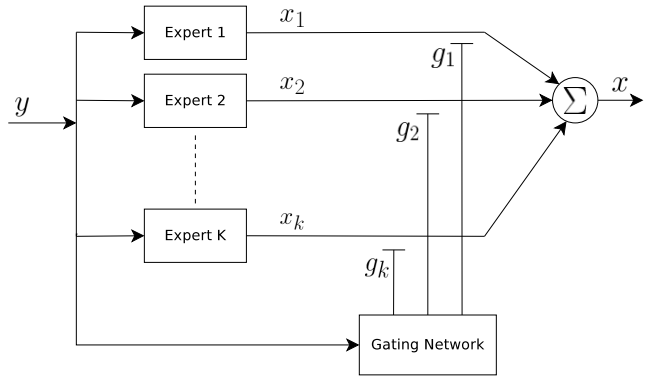 Expert 1
x₁
g₁
Expert 2
x₂
y
∑
x
g₂
Expert K
xₖ
gₖ
Gating Network